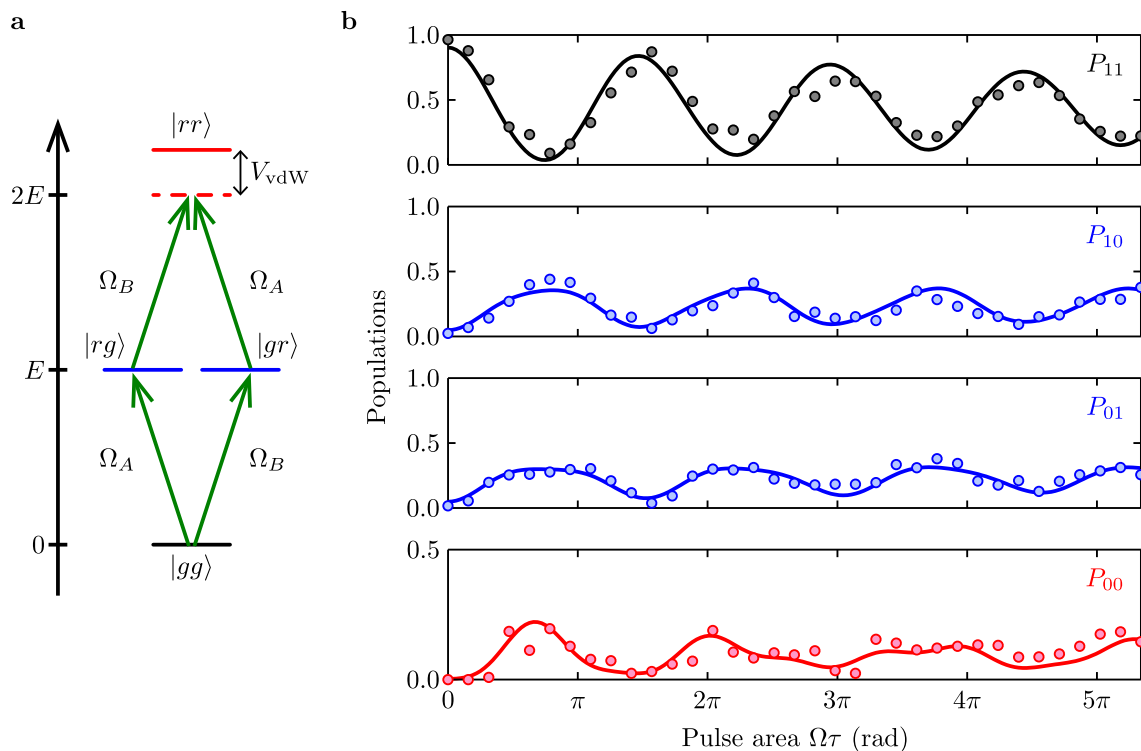 a
|rr⟩
V_vdW
2E
Ω_B
Ω_A
|rg⟩
|gr⟩
E
Ω_A
Ω_B
0
|gg⟩
b
1.0
0.5
0.0
P_11
1.0
0.5
0.0
P_10
1.0
0.5
0.0
P_01
0.5
0.0
P_00
Populations
0 π 2π 3π 4π 5π
Pulse area Ωτ (rad)